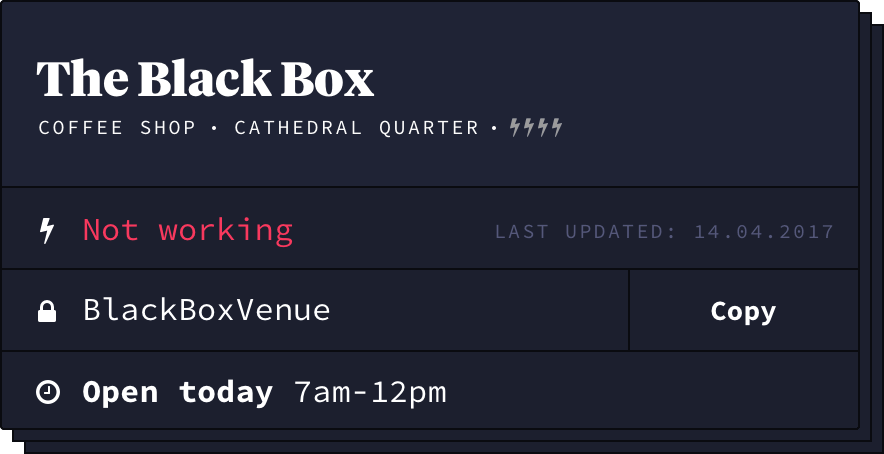 The Black Box
COFFEE SHOP • CATHEDRAL QUARTER •
Not working LAST UPDATED: 14.04.2017
BlackBoxVenue Copy
Open today 7am-12pm